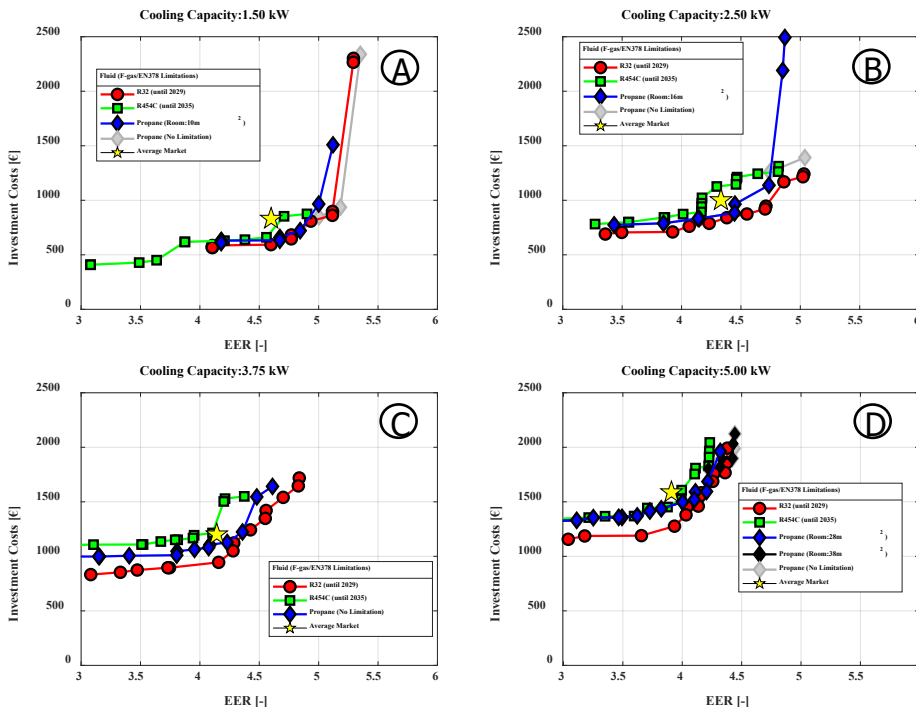 Cooling Capacity:1.50 kW
2500
2000
1500
1000
500
0
Investment Costs [€]
3 3.5 4 4.5 5 5.5 6
EER [-]
Fluid (F-gas/EN378 Limitations)
R32 (until 2029)
R454C (until 2035)
Propane (Room:10m 2 )
Propane (No Limitation)
Average Market
A
Cooling Capacity:2.50 kW
2500
2000
1500
1000
500
0
Investment Costs [€]
3 3.5 4 4.5 5 5.5 6
EER [-]
Fluid (F-gas/EN378 Limitations)
R32 (until 2029)
R454C (until 2035)
Propane (Room:16m 2 )
Propane (No Limitation)
Average Market
B
Cooling Capacity:3.75 kW
2500
2000
1500
1000
500
0
Investment Costs [€]
3 3.5 4 4.5 5 5.5 6
EER [-]
Fluid (F-gas/EN378 Limitations)
R32 (until 2029)
R454C (until 2035)
Propane (No Limitation)
Average Market
C
Cooling Capacity:5.00 kW
2500
2000
1500
1000
500
0
Investment Costs [€]
3 3.5 4 4.5 5 5.5 6
EER [-]
Fluid (F-gas/EN378 Limitations)
R32 (until 2029)
R454C (until 2035)
Propane (Room:28m 2 )
Propane (Room:38m 2 )
Propane (No Limitation)
Average Market
D